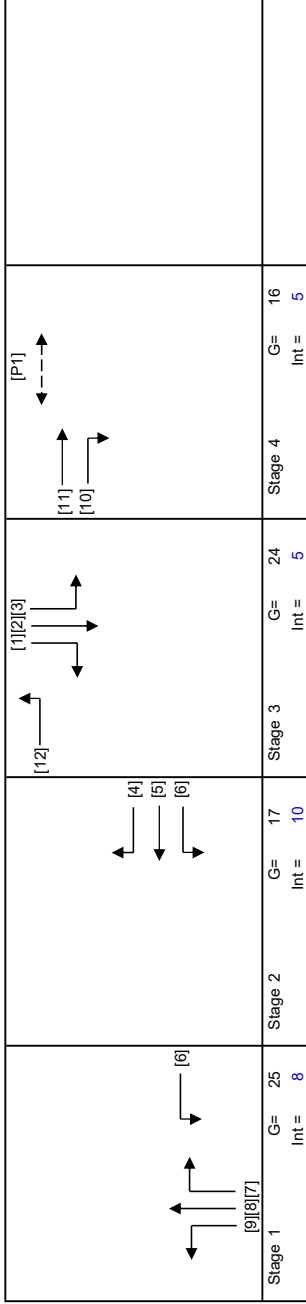 [6]
[9][8][7]
Stage 1 G= 25
Int = 8
[4]
[5]
[6]
Stage 2 G= 17
Int = 10
[1][2][3]
[12]
Stage 3 G= 24
Int = 5
[P1]
[11]
[10]
Stage 4 G= 16
Int = 5